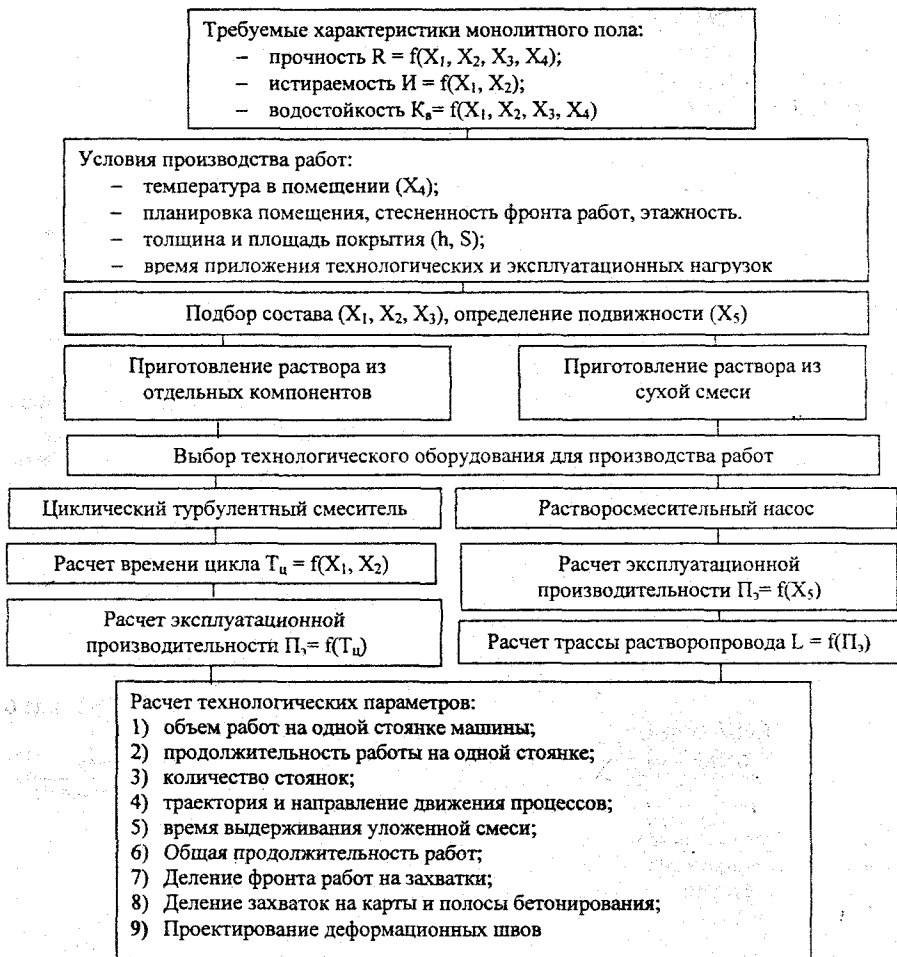 Требуемые характеристики монолитного пола:
– прочность R = f(X₁, X₂, X₃, X₄);
– истираемость И = f(X₁, X₂);
– водостойкость Kв= f(X₁, X₂, X₃, X₄)
Условия производства работ:
– температура в помещении (X₄);
– планировка помещения, стесненность фронта работ, этажность.
– толщина и площадь покрытия (h, S);
– время приложения технологических и эксплуатационных нагрузок
Подбор состава (X₁, X₂, X₃), определение подвижности (X₅)
Приготовление раствора из
отдельных компонентов
Приготовление раствора из
сухой смеси
Выбор технологического оборудования для производства работ
Циклический турбулентный смеситель
Растворосмесительный насос
Расчет времени цикла Tц = f(X₁, X₂)
Расчет эксплуатационной
производительности Пэ= f(X₅)
Расчет эксплуатационной
производительности Пэ= f(Tц)
Расчет трассы растворопровода L = f(Пэ)
Расчет технологических параметров:
1) объем работ на одной стоянке машины;
2) продолжительность работы на одной стоянке;
3) количество стоянок;
4) траектория и направление движения процессов;
5) время выдерживания уложенной смеси;
6) Общая продолжительность работ;
7) Деление фронта работ на захватки;
8) Деление захваток на карты и полосы бетонирования;
9) Проектирование деформационных швов